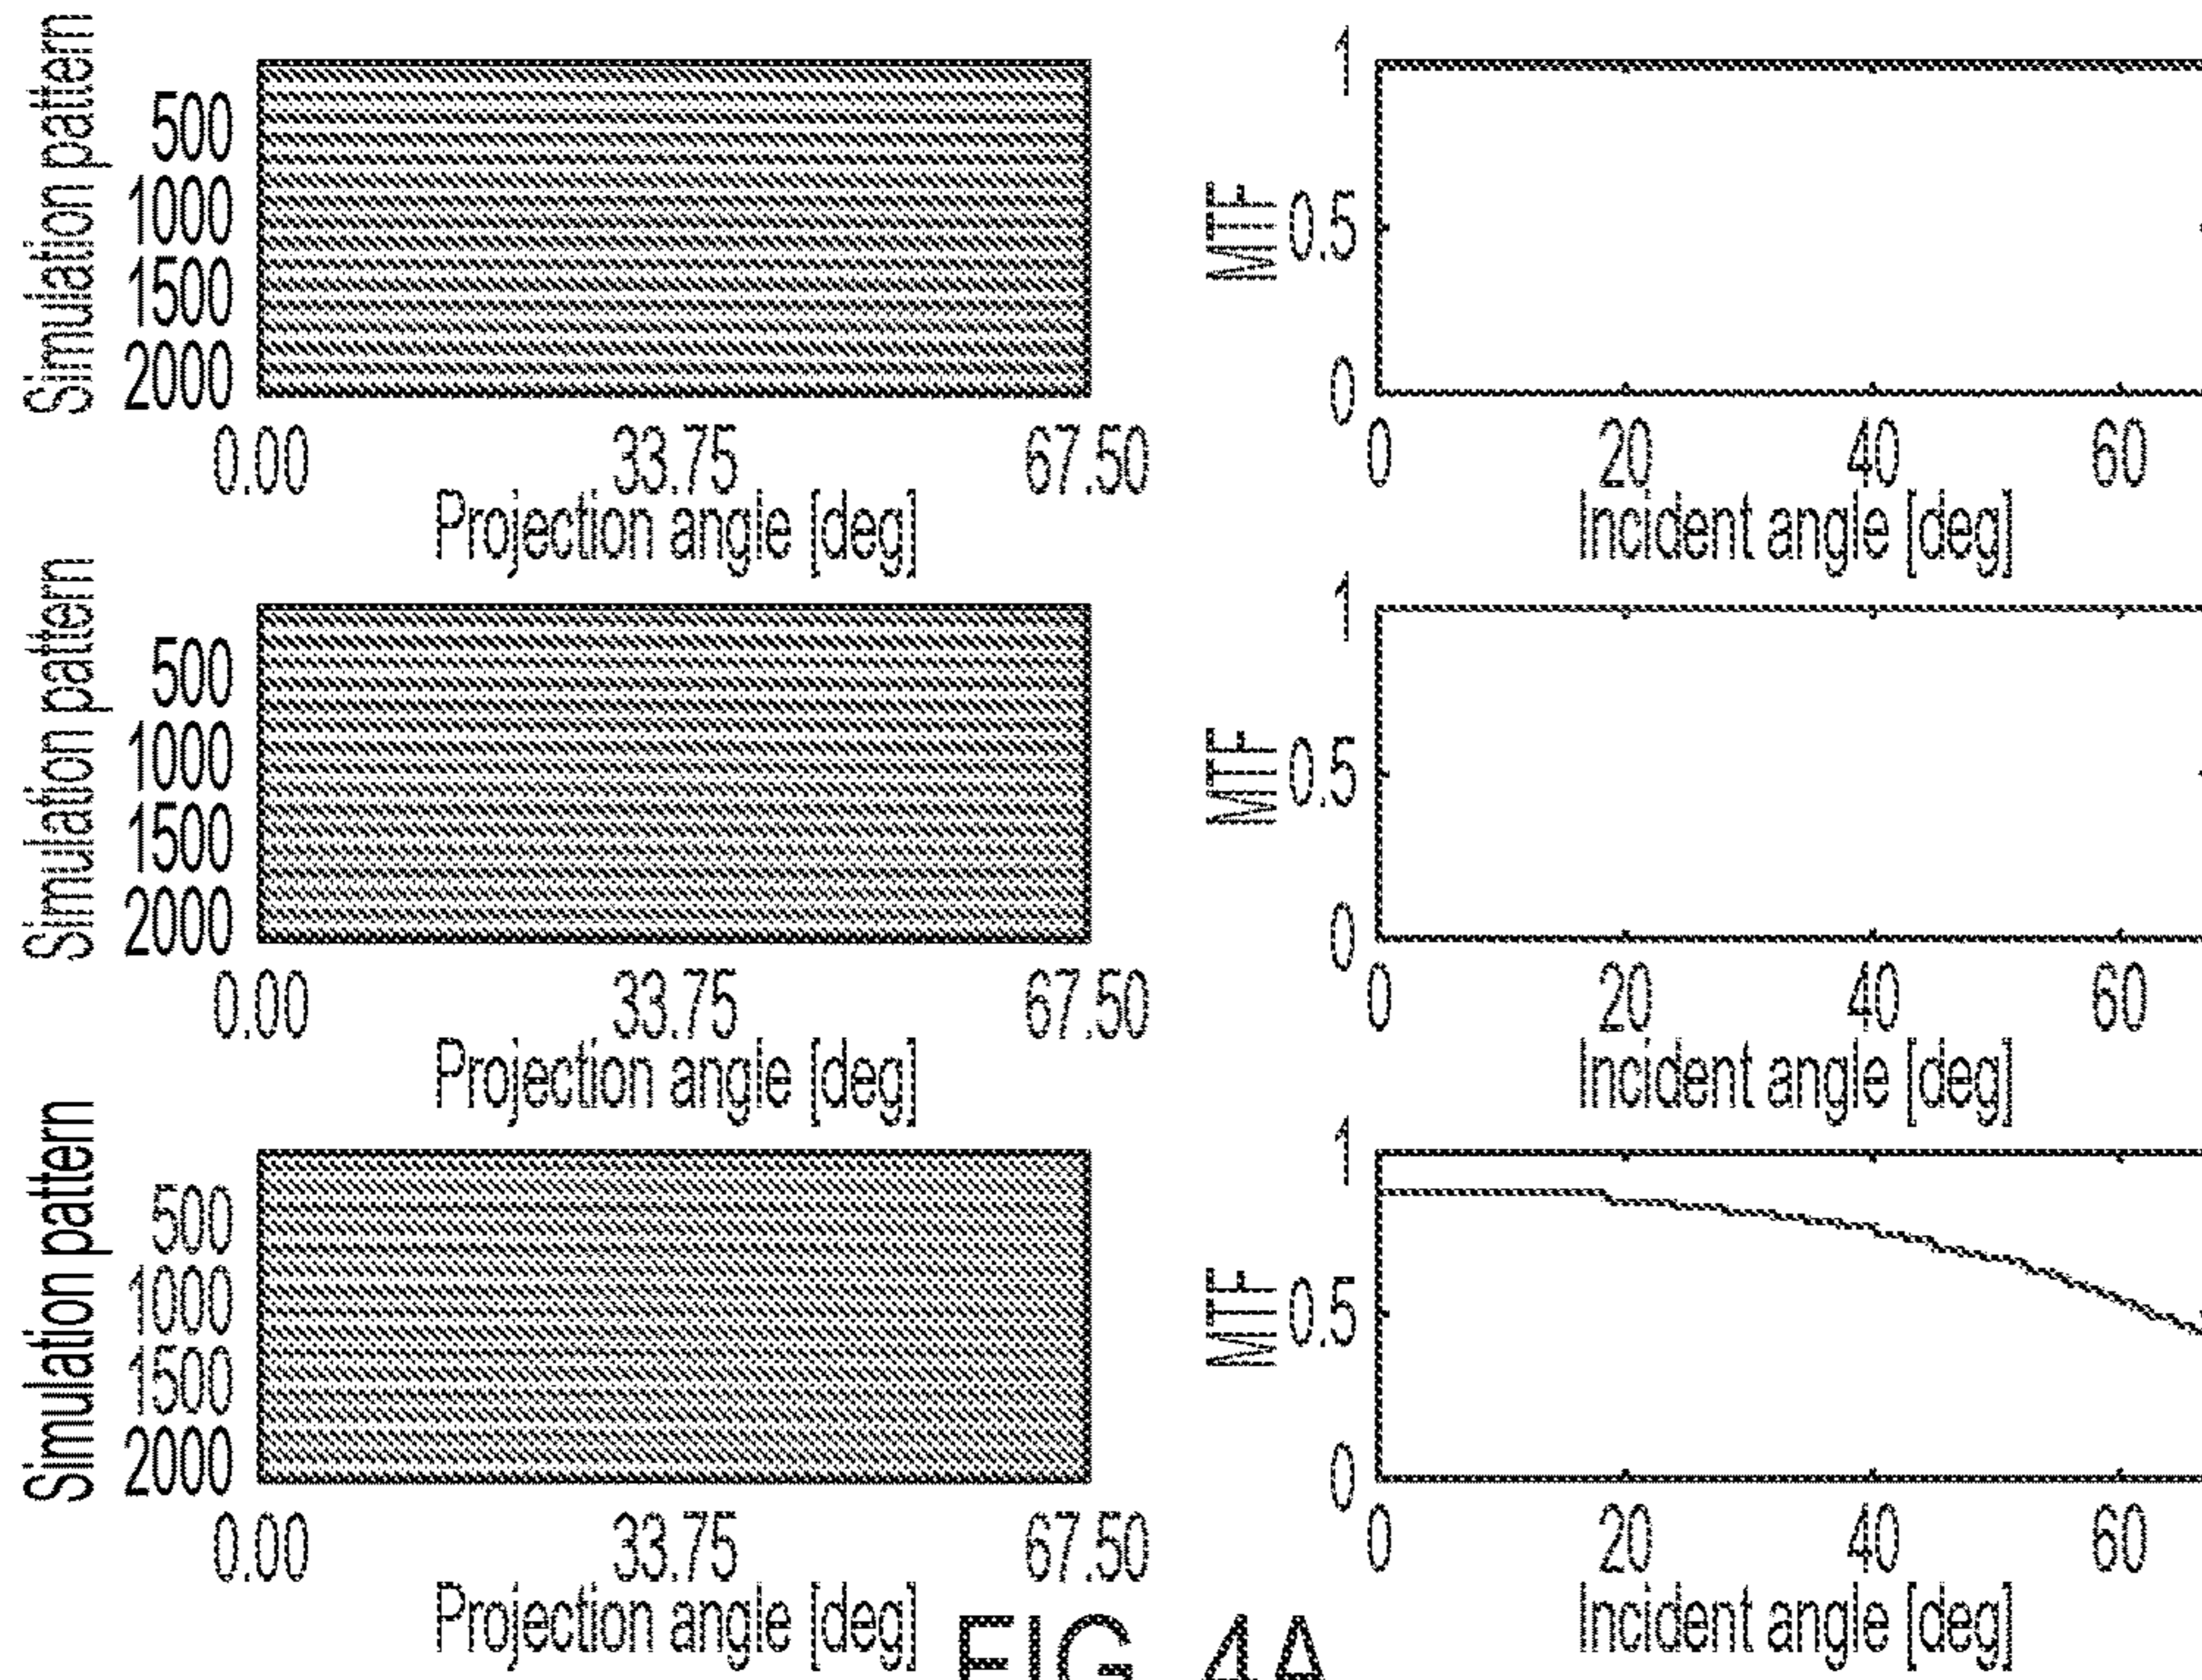 Simulation pattern
500
1000
1500
2000
0.00 33.75 67.50
Projection angle [deg]
MTF
1
0.5
0
0 20 40 60
Incident angle [deg]
Simulation pattern
500
1000
1500
2000
0.00 33.75 67.50
Projection angle [deg]
MTF
1
0.5
0
0 20 40 60
Incident angle [deg]
Simulation pattern
500
1000
1500
2000
0.00 33.75 67.50
Projection angle [deg]
MTF
1
0.5
0
0 20 40 60
Incident angle [deg]
FIG. 4A